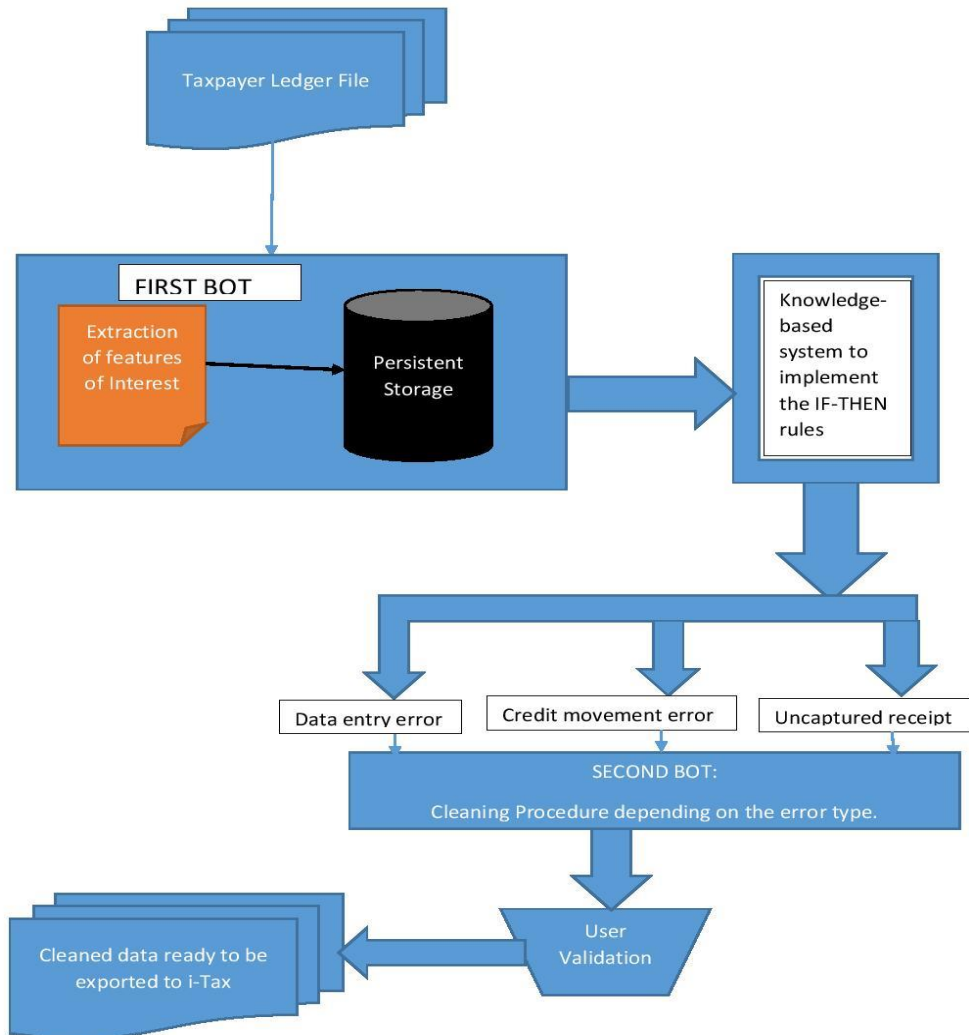 Taxpayer Ledger File
FIRST BOT
Extraction
of features
of Interest
Persistent
Storage
Knowledge-
based
system to
implement
the IF-THEN
rules
Data entry error
Credit movement error
Uncaptured receipt
SECOND BOT:
Cleaning Procedure depending on the error type.
User
Validation
Cleaned data ready to be
exported to i-Tax